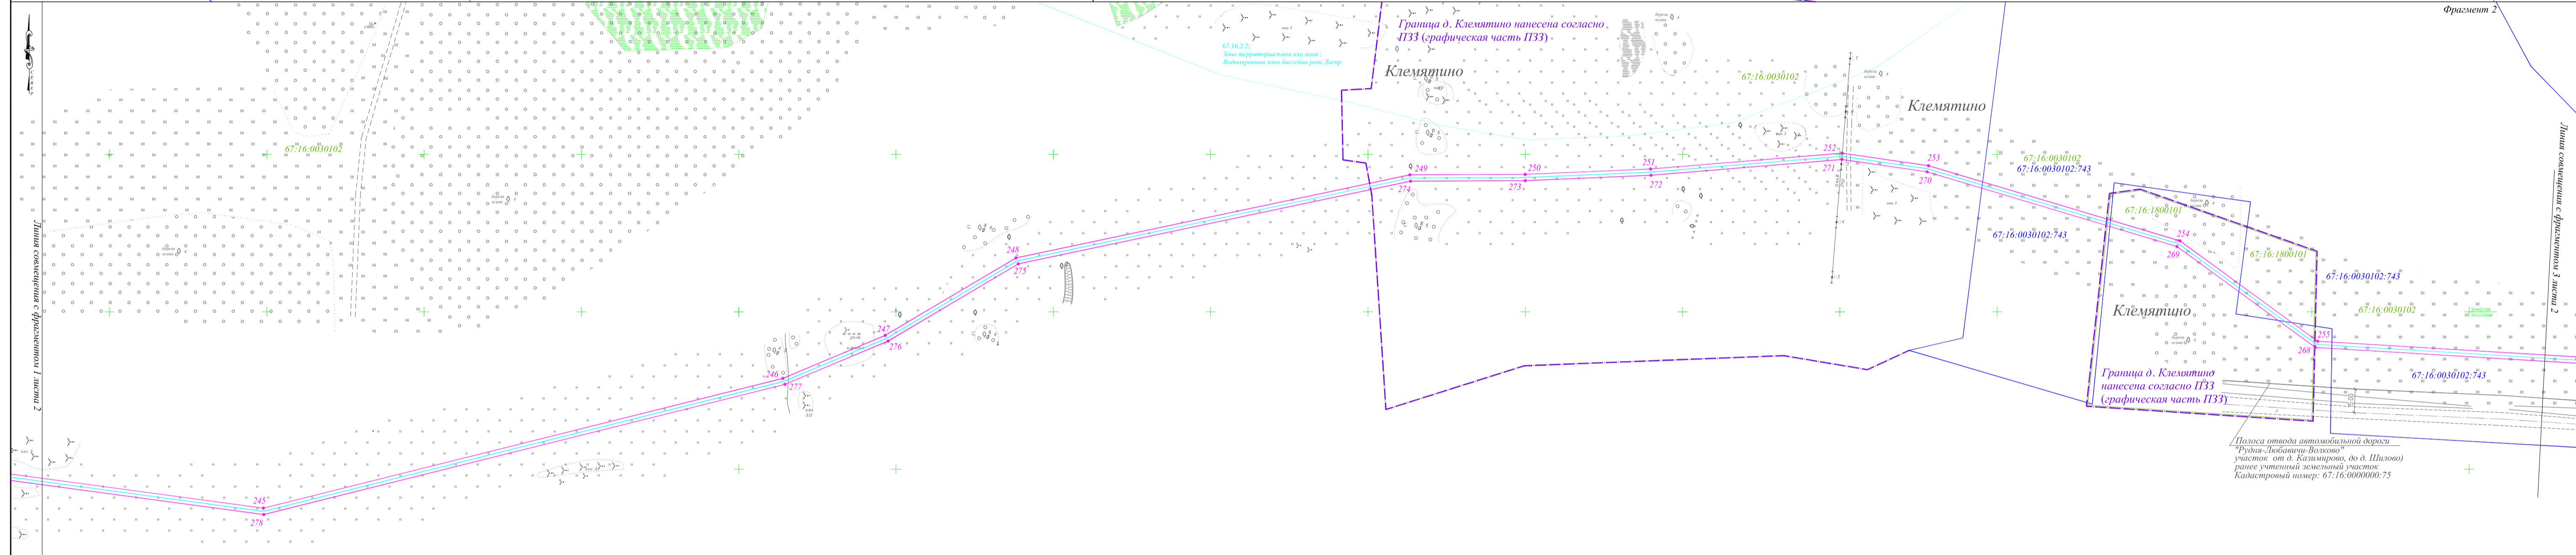 Фрагмент 2
Линия совмещения с фрагментом 1 листа 2
Линия совмещения с фрагментом 3 листа 2
Граница д. Клемятино нанесена согласно
ПЗЗ (графическая часть ПЗЗ)
Клемятино
67:16:0030102
Клемятино
67:16:0030102
67:16:0030102
67:16:0030102:743
67:16:0030102:743
67:16:1800101
67:16:1800101
67:16:0030102:743
67:16:0030102
67:16:0030102:743
Клемятино
Граница д. Клемятино
нанесена согласно ПЗЗ
(графическая часть ПЗЗ)
Полоса отвода автомобильной дороги
"Рудня-Любавичи-Волково"
участок от д. Казимирово, до д. Шилово)
ранее учтенный земельный участок
Кадастровый номер: 67:16:0000000:75
245
278
246
277
247
276
248
275
249
274
250
273
251
272
252
271
253
270
254
269
255
268